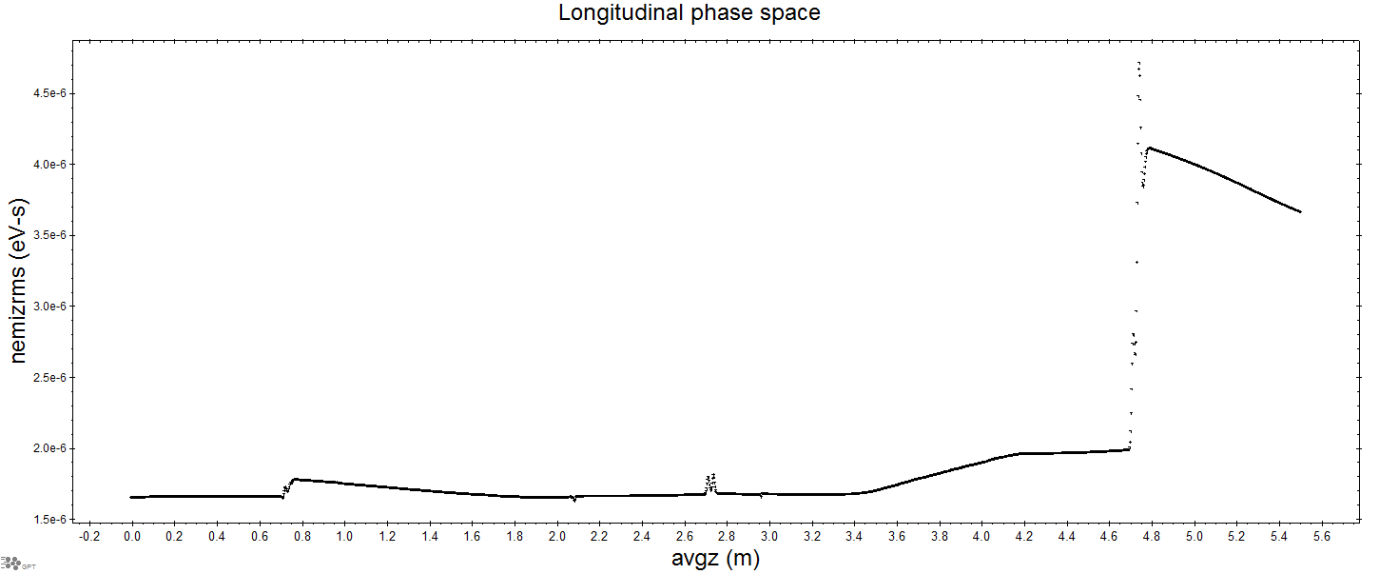 Longitudinal phase space
nemizrms (eV-s)
4.5e-6
4.0e-6
3.5e-6
3.0e-6
2.5e-6
2.0e-6
1.5e-6
-0.2 0.0 0.2 0.4 0.6 0.8 1.0 1.2 1.4 1.6 1.8 2.0 2.2 2.4 2.6 2.8 3.0 3.2 3.4 3.6 3.8 4.0 4.2 4.4 4.6 4.8 5.0 5.2 5.4 5.6
avgz (m)
GPT